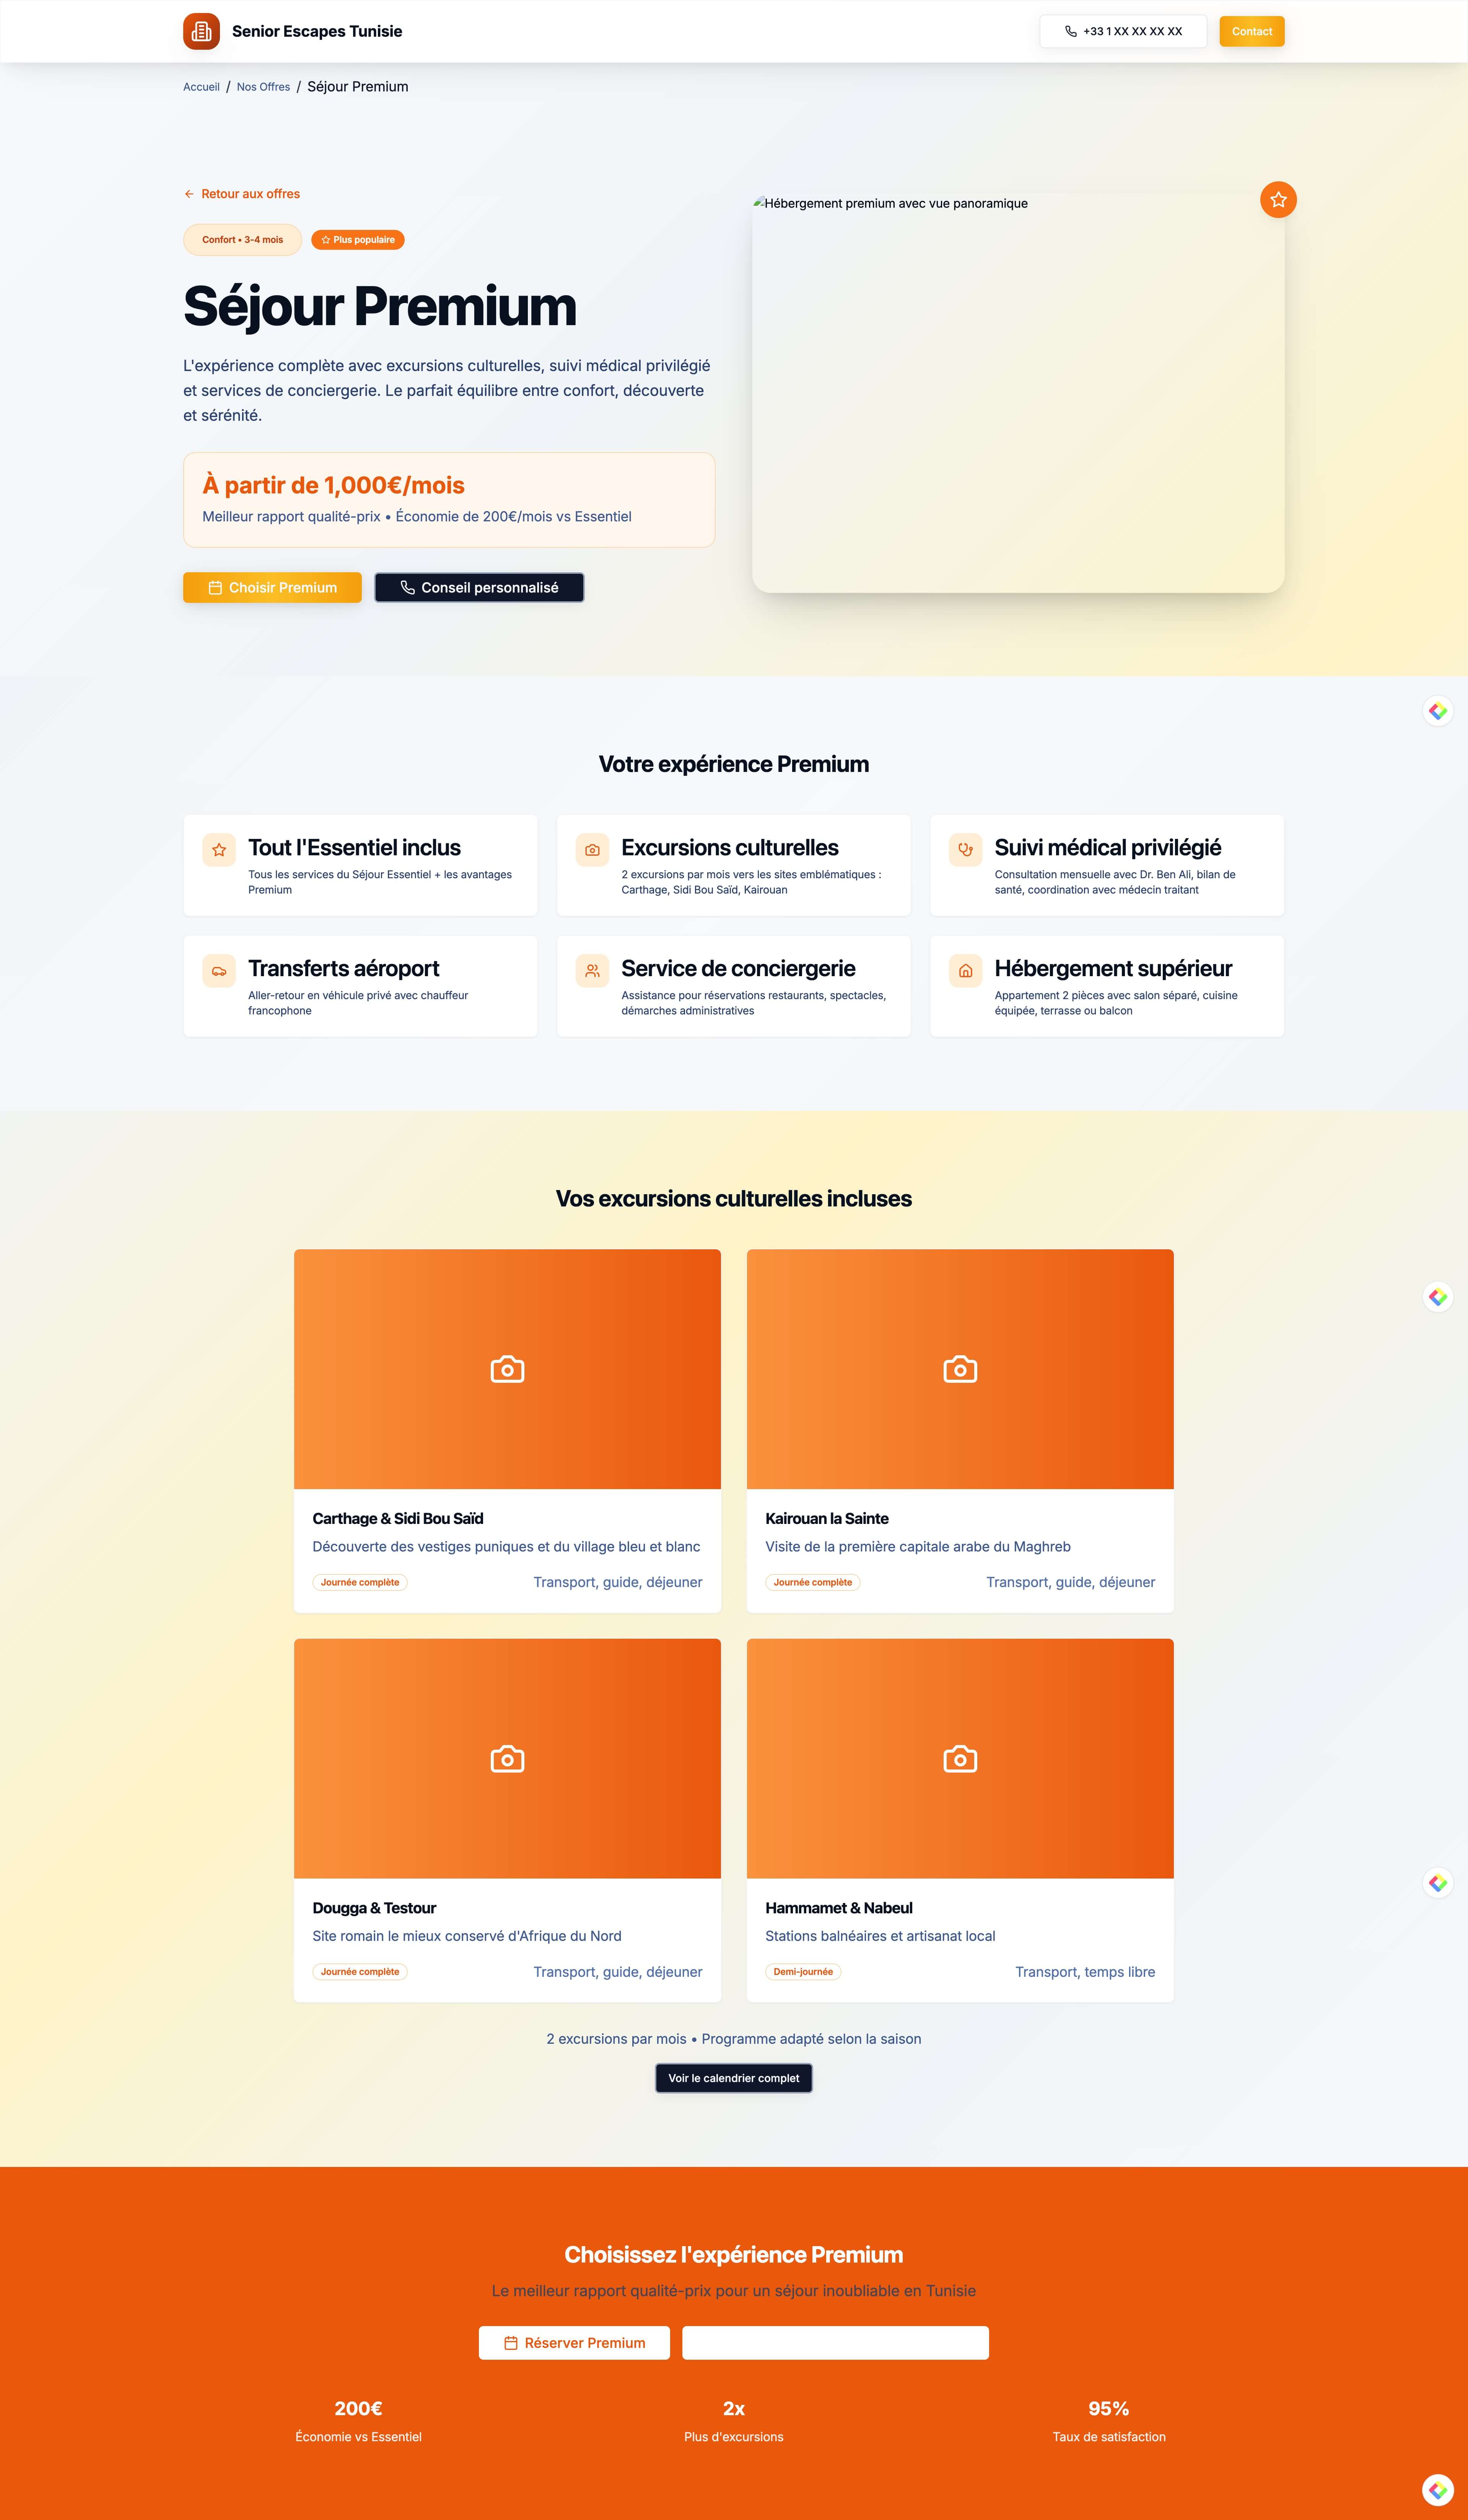 Senior Escapes Tunisie
+33 1 XX XX XX XX
Contact
Accueil / Nos Offres / Séjour Premium
Retour aux offres
Confort • 3-4 mois
Plus populaire
Séjour Premium
L'expérience complète avec excursions culturelles, suivi médical privilégié
et services de conciergerie. Le parfait équilibre entre confort, découverte
et sérénité.
À partir de 1,000€/mois
Meilleur rapport qualité-prix • Économie de 200€/mois vs Essentiel
Choisir Premium
Conseil personnalisé
Hébergement premium avec vue panoramique
Votre expérience Premium
Tout l'Essentiel inclus
Tous les services du Séjour Essentiel + les avantages
Premium
Excursions culturelles
2 excursions par mois vers les sites emblématiques :
Carthage, Sidi Bou Saïd, Kairouan
Suivi médical privilégié
Consultation mensuelle avec Dr. Ben Ali, bilan de
santé, coordination avec médecin traitant
Transferts aéroport
Aller-retour en véhicule privé avec chauffeur
francophone
Service de conciergerie
Assistance pour réservations restaurants, spectacles,
démarches administratives
Hébergement supérieur
Appartement 2 pièces avec salon séparé, cuisine
équipée, terrasse ou balcon
Vos excursions culturelles incluses
Carthage & Sidi Bou Saïd
Découverte des vestiges puniques et du village bleu et blanc
Journée complète
Transport, guide, déjeuner
Kairouan la Sainte
Visite de la première capitale arabe du Maghreb
Journée complète
Transport, guide, déjeuner
Dougga & Testour
Site romain le mieux conservé d'Afrique du Nord
Journée complète
Transport, guide, déjeuner
Hammamet & Nabeul
Stations balnéaires et artisanat local
Demi-journée
Transport, temps libre
2 excursions par mois • Programme adapté selon la saison
Voir le calendrier complet
Choisissez l'expérience Premium
Le meilleur rapport qualité-prix pour un séjour inoubliable en Tunisie
Réserver Premium
200€
Économie vs Essentiel
2x
Plus d'excursions
95%
Taux de satisfaction